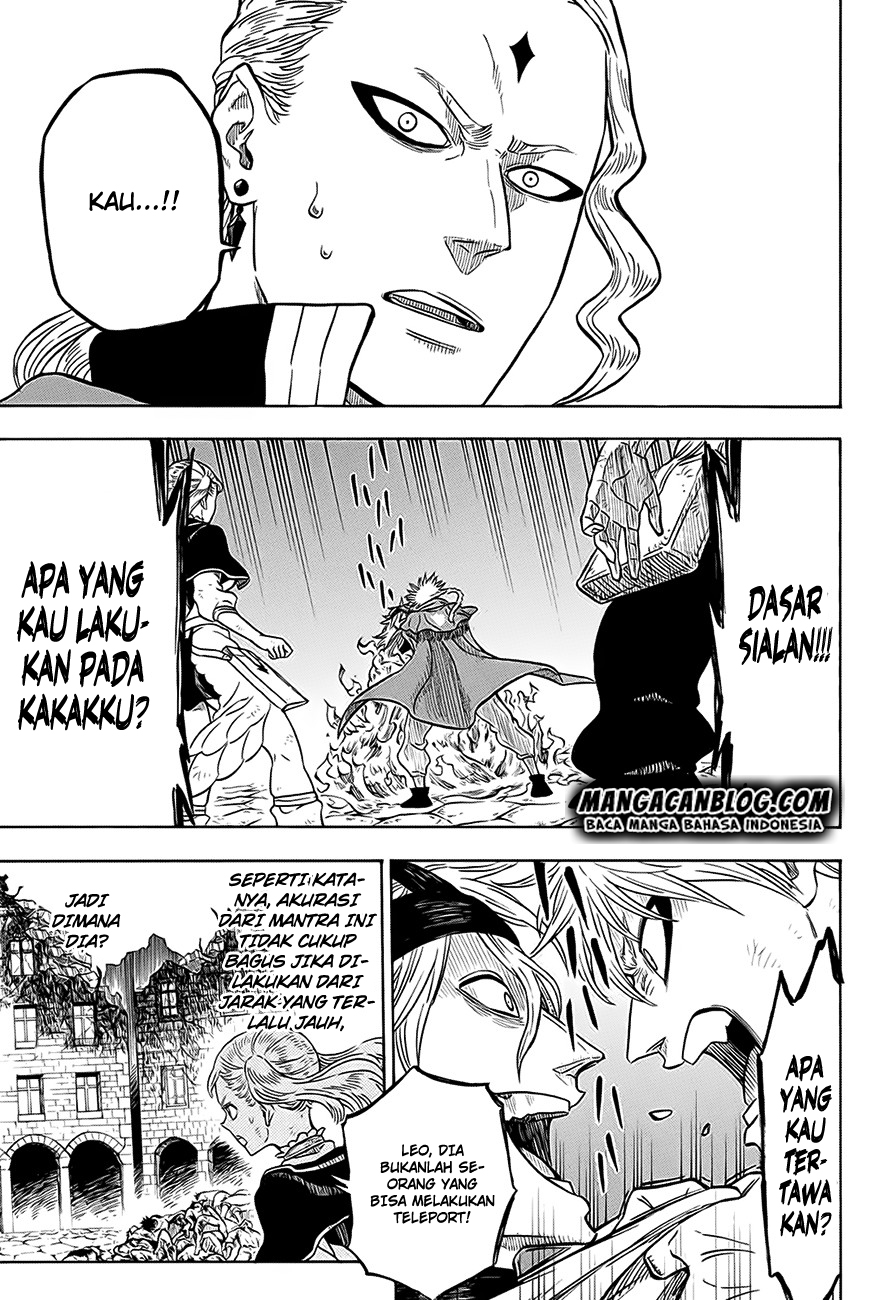 KAU...!!
DASAR
SIALAN!!!
APA YANG
KAU LAKU-
KAN PADA
KAKAKKU?
MANGACANBLOG.COM
BACA MANGA BAHASA INDONESIA
APA
YANG
KAU
TER-
TAWA
KAN?
LEO, DIA
BUKANLAH SE-
ORANG YANG
BISA MELAKUKAN
TELEPORT!
SEPERTI KATA-
NYA, AKURASI
DARI MANTRA INI
TIDAK CUKUP
BAGUS JIKA DI-
LAKUKAN DARI
JARAK YANG TER-
LALU JAUH,
JADI
DIMANA
DIA?